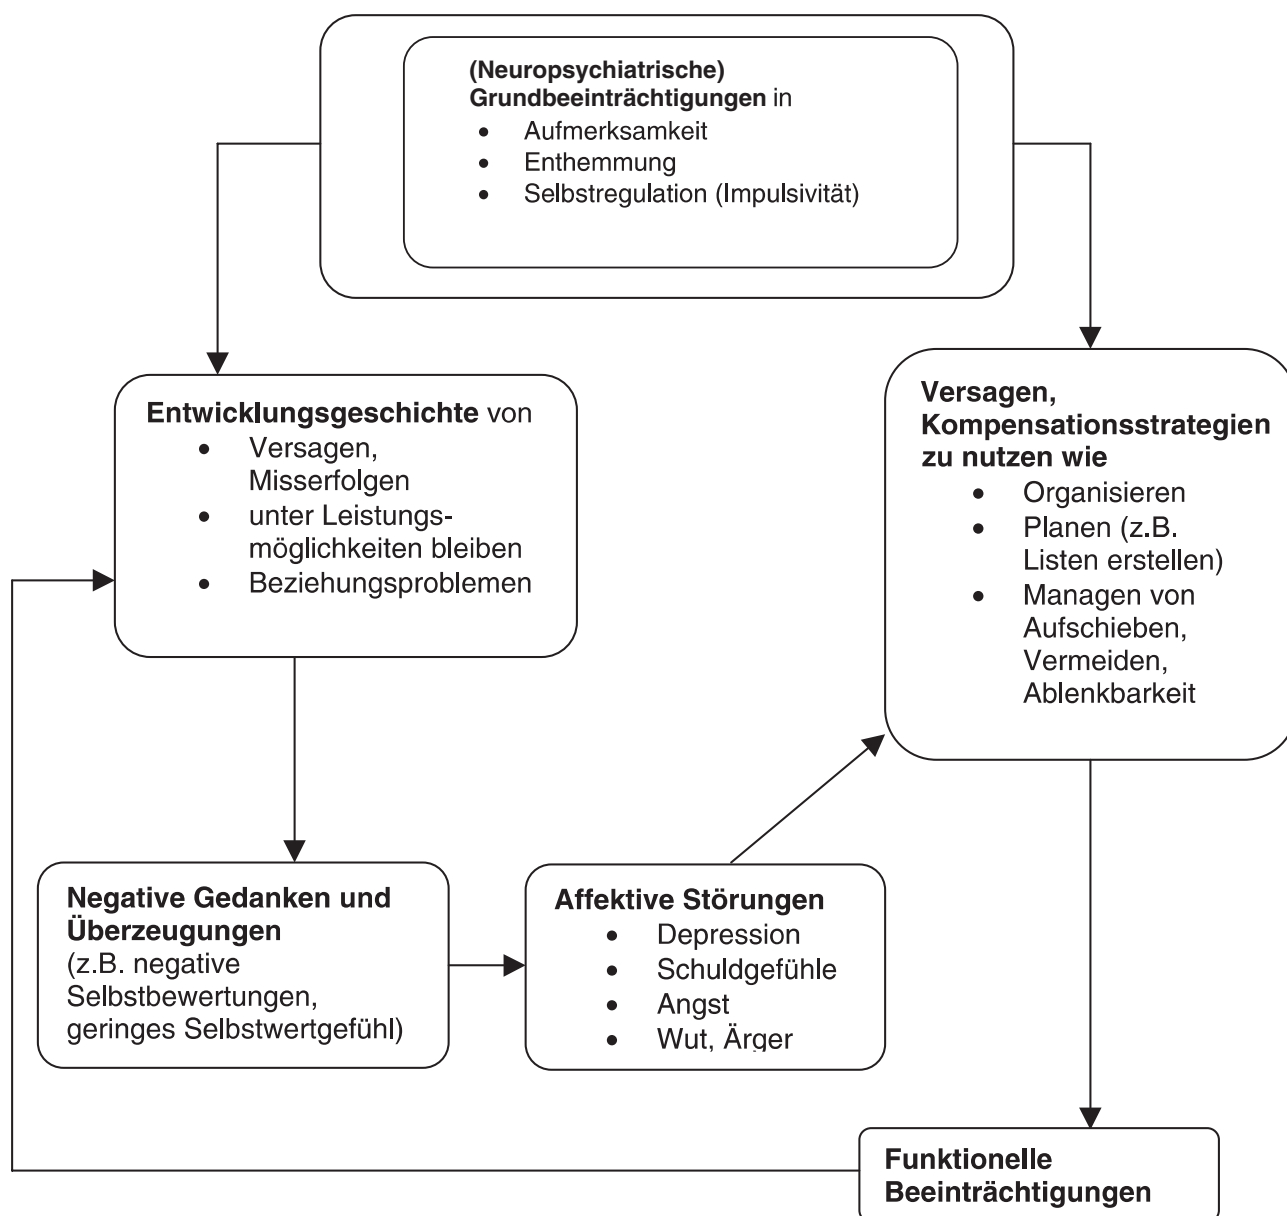 (Neuropsychiatrische)
Grundbeeinträchtigungen in
• Aufmerksamkeit
• Enthemmung
• Selbstregulation (Impulsivität)
Entwicklungsgeschichte von
• Versagen,
Misserfolgen
• unter Leistungs-
möglichkeiten bleiben
• Beziehungsproblemen
Versagen,
Kompensationsstrategien
zu nutzen wie
• Organisieren
• Planen (z.B.
Listen erstellen)
• Managen von
Aufschieben,
Vermeiden,
Ablenkbarkeit
Negative Gedanken und
Überzeugungen
(z.B. negative
Selbstbewertungen,
geringes Selbstwertgefühl)
Affektive Störungen
• Depression
• Schuldgefühle
• Angst
• Wut, Ärger
Funktionelle
Beeinträchtigungen